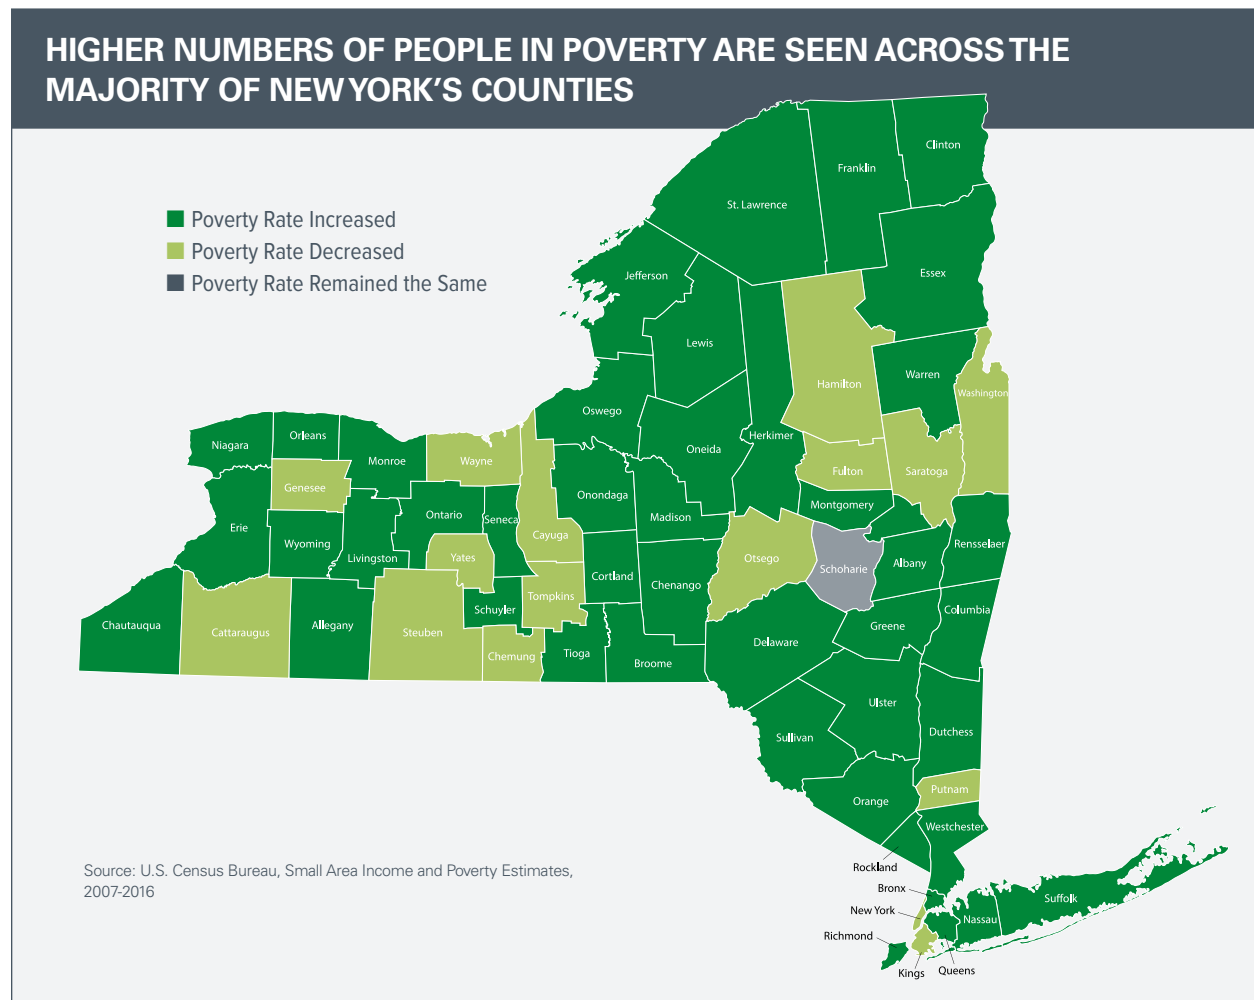 HIGHER NUMBERS OF PEOPLE IN POVERTY ARE SEEN ACROSS THE
MAJORITY OF NEW YORK'S COUNTIES
Poverty Rate Increased
Poverty Rate Decreased
Poverty Rate Remained the Same
Clinton
Franklin
St. Lawrence
Essex
Jefferson
Lewis
Warren
Hamilton
Washington
Oswego
Herkimer
Oneida
Orleans
Niagara
Monroe
Wayne
Fulton
Saratoga
Genesee
Onondaga
Montgomery
Ontario
Seneca
Madison
Erie
Cayuga
Wyoming
Livingston
Yates
Otsego
Schoharie
Albany
Rensselaer
Cortland
Chenango
Tompkins
Schuyler
Columbia
Chautauqua
Cattaraugus
Allegany
Steuben
Greene
Delaware
Chemung
Tioga
Broome
Ulster
Sullivan
Dutchess
Putnam
Orange
Westchester
Rockland
Bronx
Suffolk
New York
Nassau
Richmond
Kings
Queens
Source: U.S. Census Bureau, Small Area Income and Poverty Estimates,
2007-2016